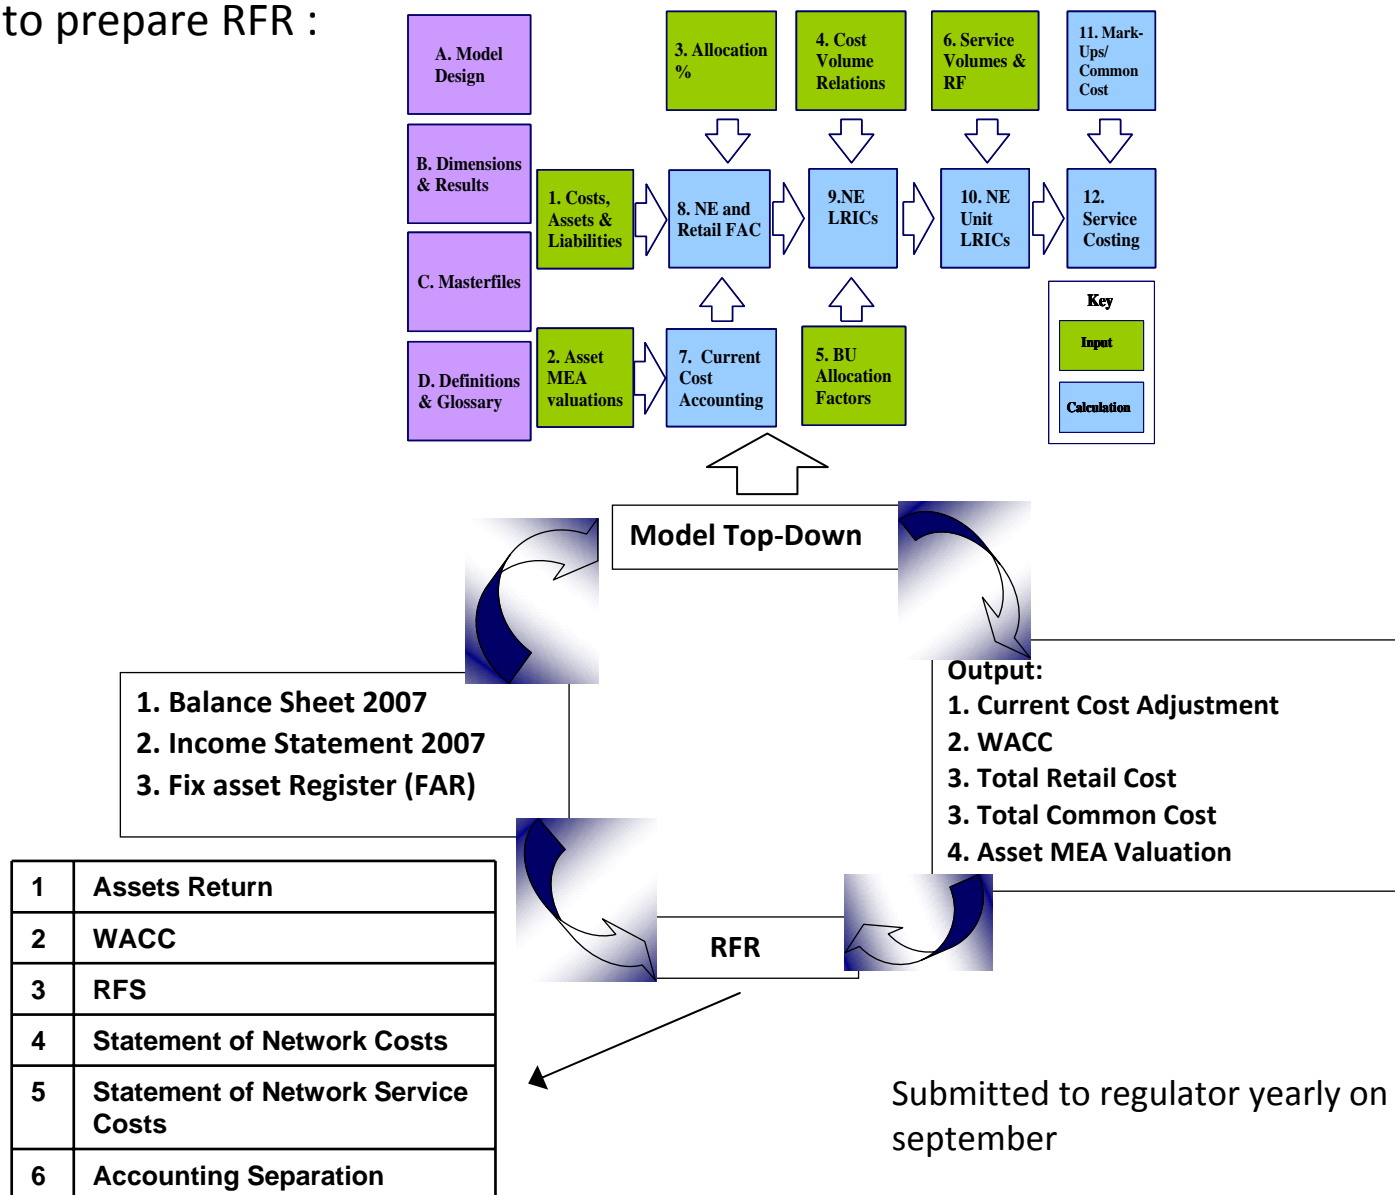 to prepare RFR :
A. Model
Design
B. Dimensions
& Results
C. Masterfiles
D. Definitions
& Glossary
3. Allocation
%
4. Cost
Volume
Relations
6. Service
Volumes &
RF
11. Mark-
Ups/
Common
Cost
1. Costs,
Assets &
Liabilities
8. NE and
Retail FAC
9.NE
LRICs
10. NE
Unit
LRICs
12.
Service
Costing
2. Asset
MEA
valuations
7. Current
Cost
Accounting
5. BU
Allocation
Factors
Key
Input
Calculation
Model Top-Down
1. Balance Sheet 2007
2. Income Statement 2007
3. Fix asset Register (FAR)
Output:
1. Current Cost Adjustment
2. WACC
3. Total Retail Cost
3. Total Common Cost
4. Asset MEA Valuation
RFR
1 Assets Return
2 WACC
3 RFS
4 Statement of Network Costs
5 Statement of Network Service
Costs
6 Accounting Separation
Submitted to regulator yearly on
september